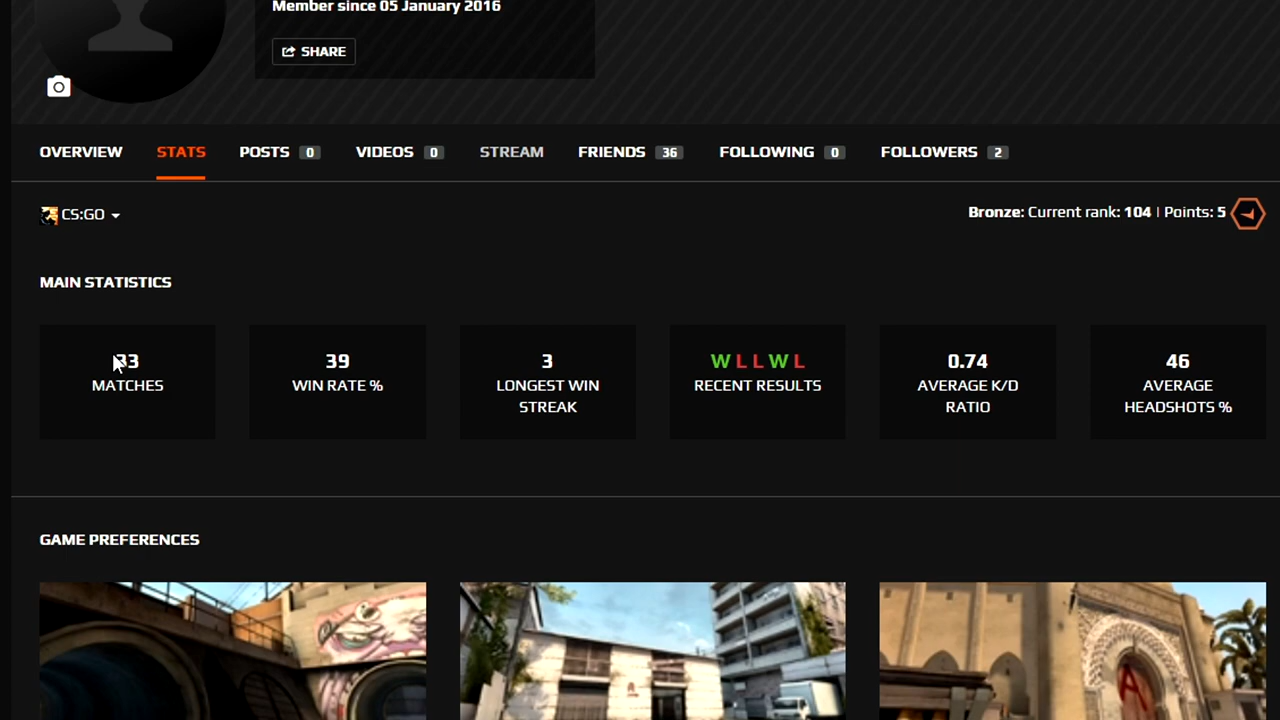 Member since 05 January 2016
SHARE
OVERVIEW STATS POSTS 0 VIDEOS 0 STREAM FRIENDS 36 FOLLOWING 0 FOLLOWERS 2
CS:GO
Bronze: Current rank: 104 | Points: 5
MAIN STATISTICS
33
MATCHES
39
WIN RATE %
3
LONGEST WIN
STREAK
W L L W L
RECENT RESULTS
0.74
AVERAGE K/D
RATIO
46
AVERAGE
HEADSHOTS %
GAME PREFERENCES
A